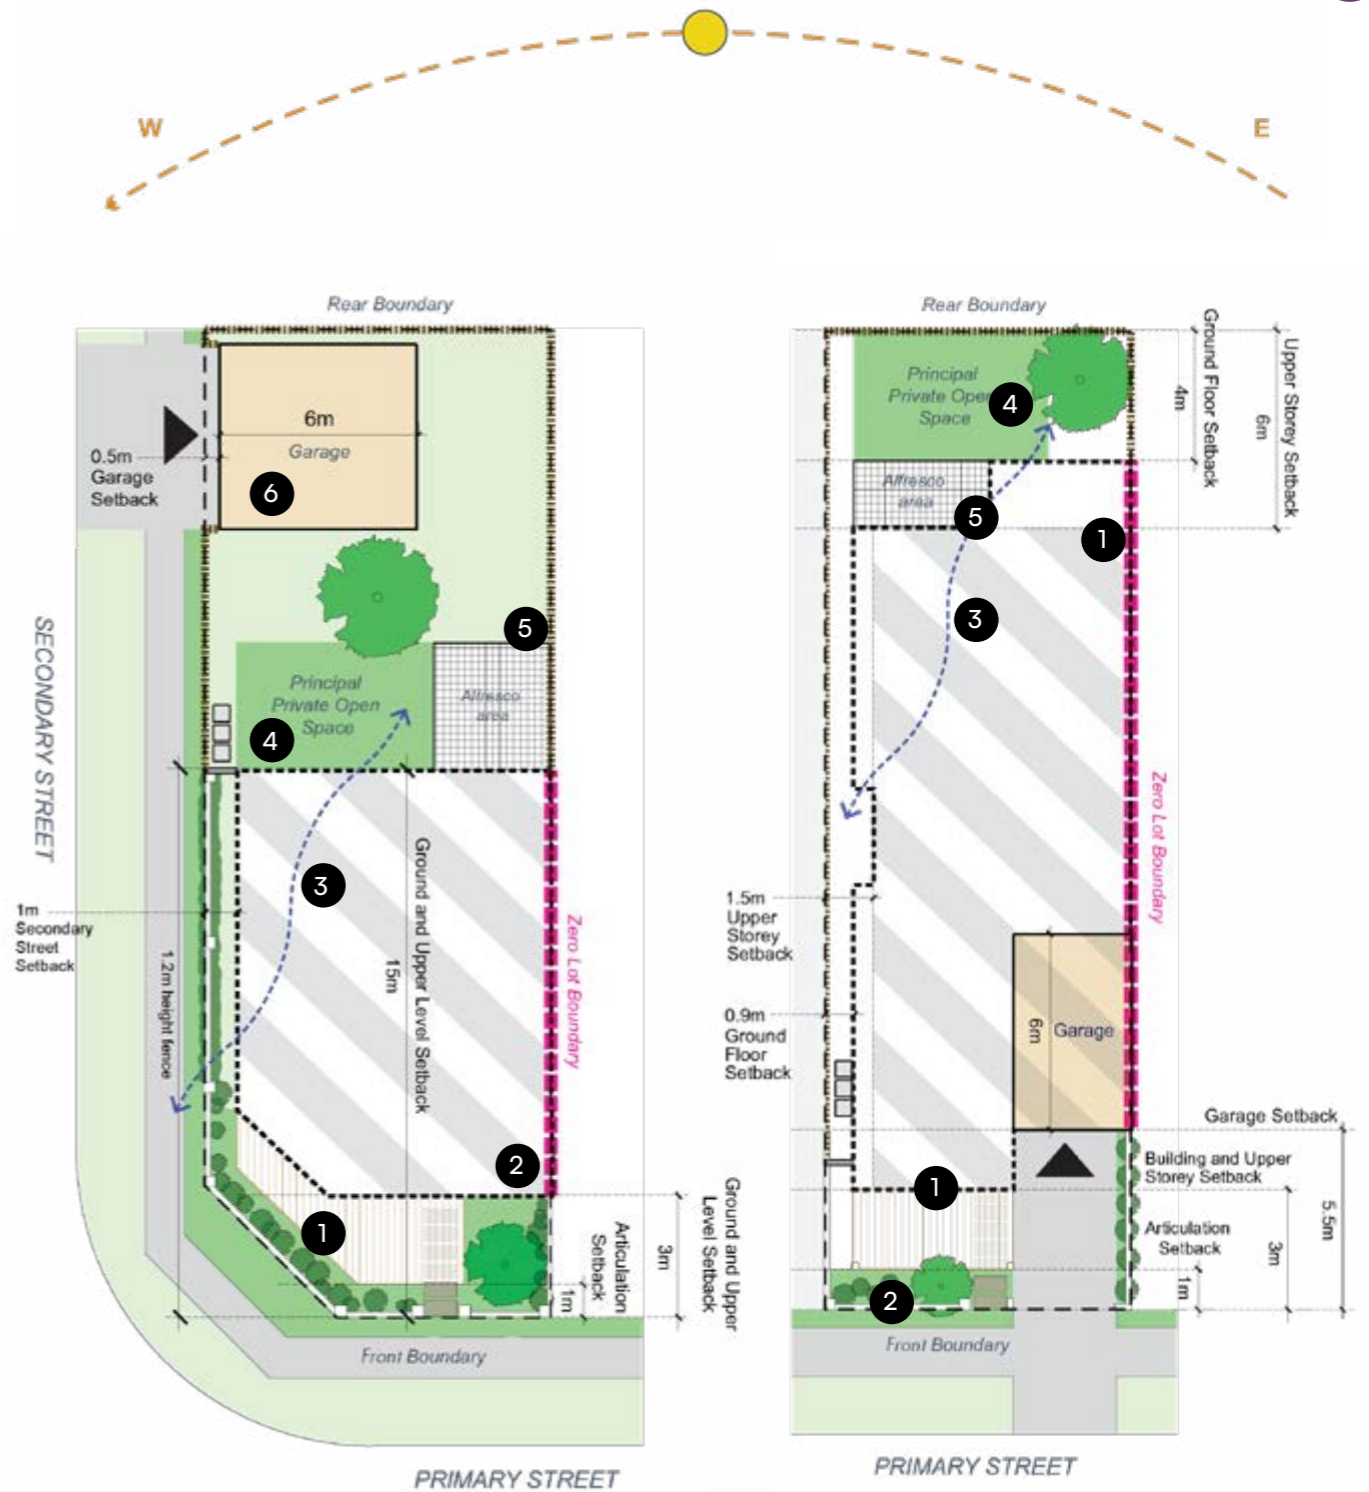 W
E
Rear Boundary
6m
Garage
0.5m
Garage
Setback
6
SECONDARY STREET
5
Principal
Private Open
Space
4
Alfresco
area
3
Ground and Upper Level Setback
15m
Zero Lot Boundary
1m
Secondary
Street
Setback
1.2m height fence
2
1
Articulation
Setback
1m
3m
Ground and Upper
Level Setback
Front Boundary
PRIMARY STREET
Rear Boundary
Principal
Private Open
Space
4
4m
Ground Floor Setback
6m
Upper Storey Setback
Alfresco
area
5
1
3
Zero Lot Boundary
1.5m
Upper
Storey
Setback
0.9m
Ground
Floor
Setback
6m
Garage
Garage Setback
Building and Upper
Storey Setback
1
Articulation
Setback
5.5m
3m
1m
2
Front Boundary
PRIMARY STREET